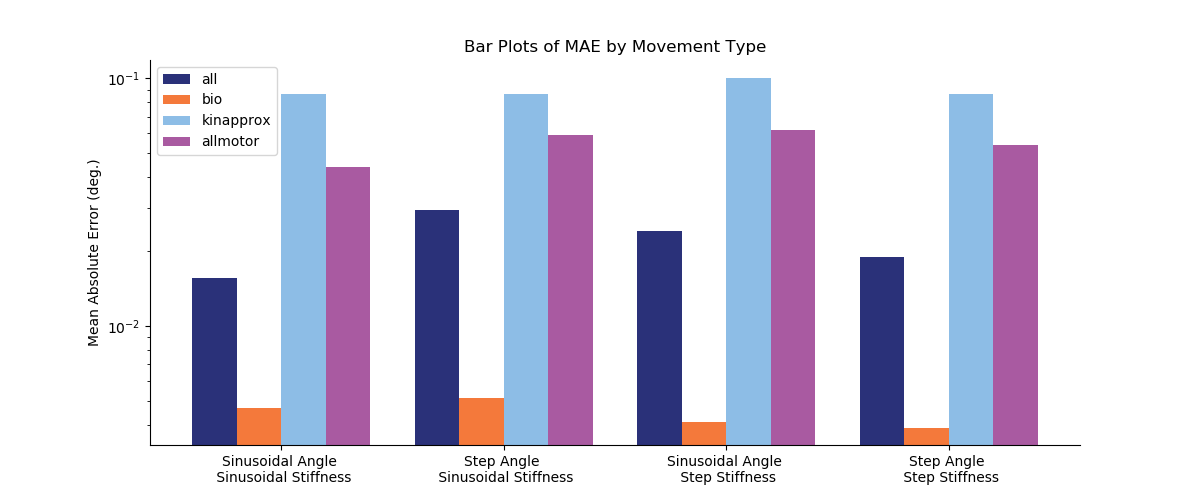 Bar Plots of MAE by Movement Type
all
bio
kinapprox
allmotor
Mean Absolute Error (deg.)
10⁻¹
10⁻²
Sinusoidal Angle
Sinusoidal Stiffness
Step Angle
Sinusoidal Stiffness
Sinusoidal Angle
Step Stiffness
Step Angle
Step Stiffness